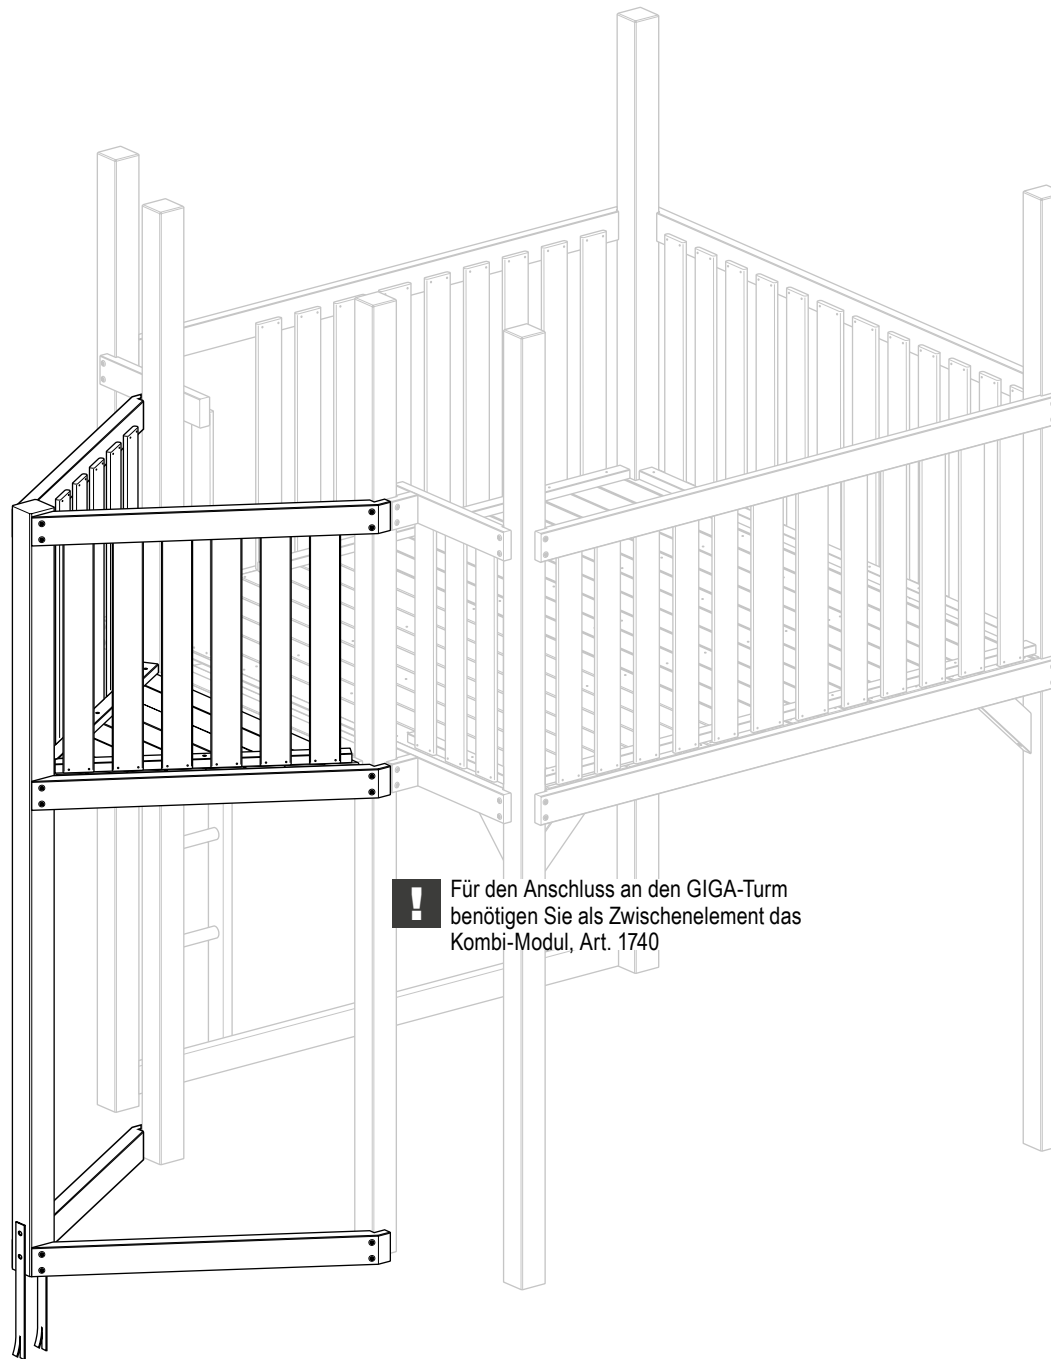 Für den Anschluss an den GIGA-Turm
benötigen Sie als Zwischenelement das
Kombi-Modul, Art. 1740